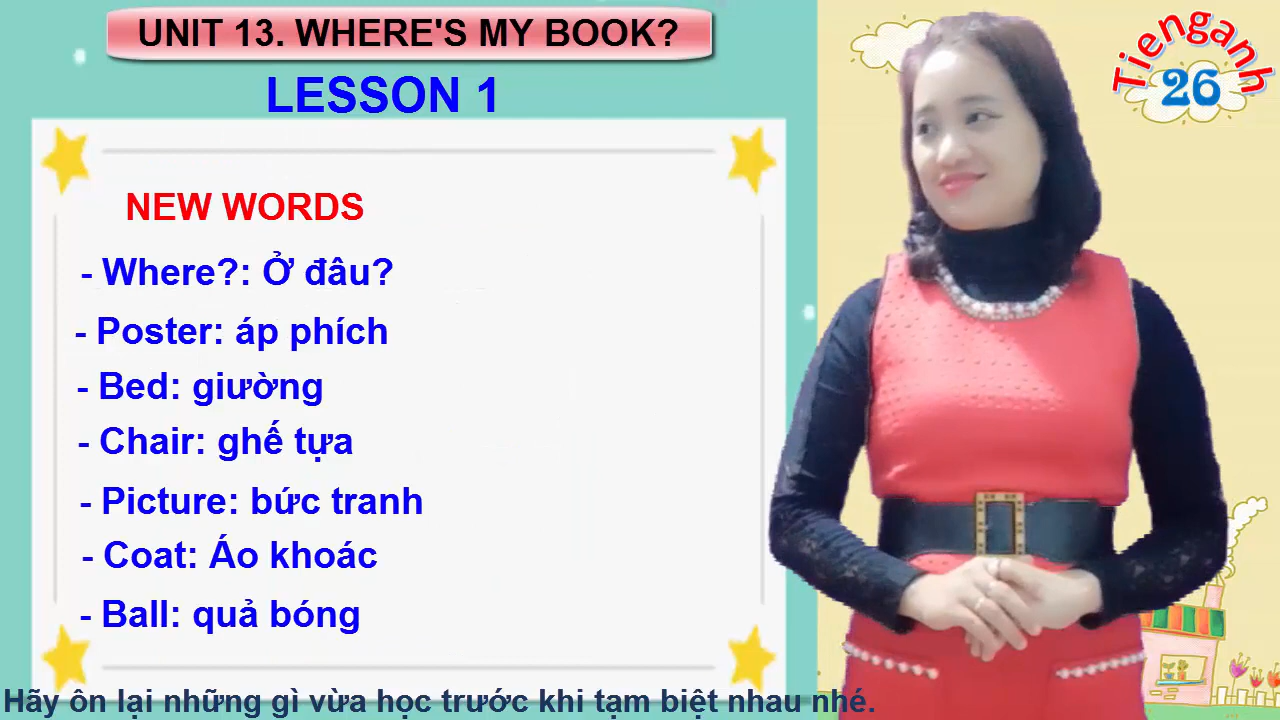 UNIT 13. WHERE'S MY BOOK?
Tienganh
26
LESSON 1
NEW WORDS
- Where?: Ở đâu?
- Poster: áp phích
- Bed: giường
- Chair: ghế tựa
- Picture: bức tranh
- Coat: Áo khoác
- Ball: quả bóng
Hãy ôn lại những gì vừa học trước khi tạm biệt nhau nhé.